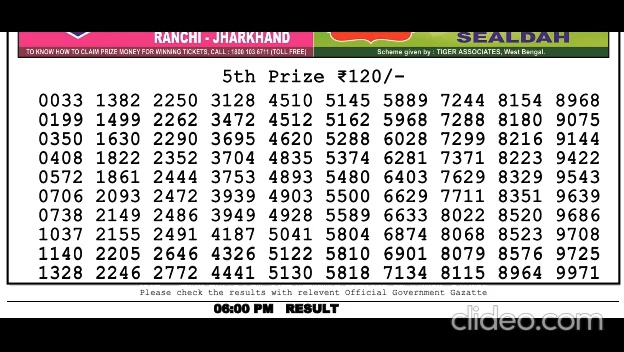 RANCHI - JHARKHAND
SEALDAH
TO KNOW HOW TO CLAIM PRIZE MONEY FOR WINNING TICKETS, CALL : 1800 103 6711 (TOLL FREE)
Scheme given by : TIGER ASSOCIATES, West Bengal.
5th Prize ₹120/-
0033 1382 2250 3128 4510 5145 5889 7244 8154 8968
0199 1499 2262 3472 4512 5162 5968 7288 8180 9075
0350 1630 2290 3695 4620 5288 6028 7299 8216 9144
0408 1822 2352 3704 4835 5374 6281 7371 8223 9422
0572 1861 2444 3753 4893 5480 6403 7629 8329 9543
0706 2093 2472 3939 4903 5500 6629 7711 8351 9639
0738 2149 2486 3949 4928 5589 6633 8022 8520 9686
1037 2155 2491 4187 5041 5804 6874 8068 8523 9708
1140 2205 2646 4326 5122 5810 6901 8079 8576 9725
1328 2246 2772 4441 5130 5818 7134 8115 8964 9971
Please check the results with relevent Official Government Gazatte
06:00 PM RESULT
clideo.com